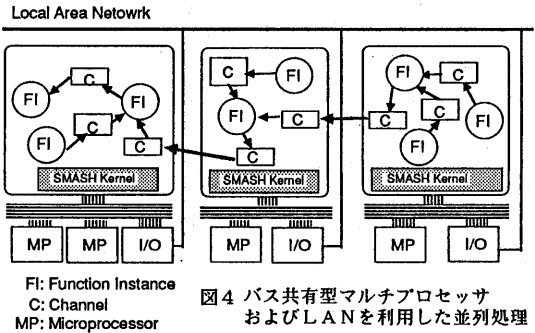 Local Area Netowrk
C
FI
FI
C
FI
C
SMASH Kernel
MP
MP
I/O
C
FI
FI
C
C
SMASH Kernel
MP
I/O
FI
C
C
C
FI
FI
SMASH Kernel
MP
I/O
FI: Function Instance
C: Channel
MP: Microprocessor
図4 バス共有型マルチプロセッサ
およびLANを利用した並列処理